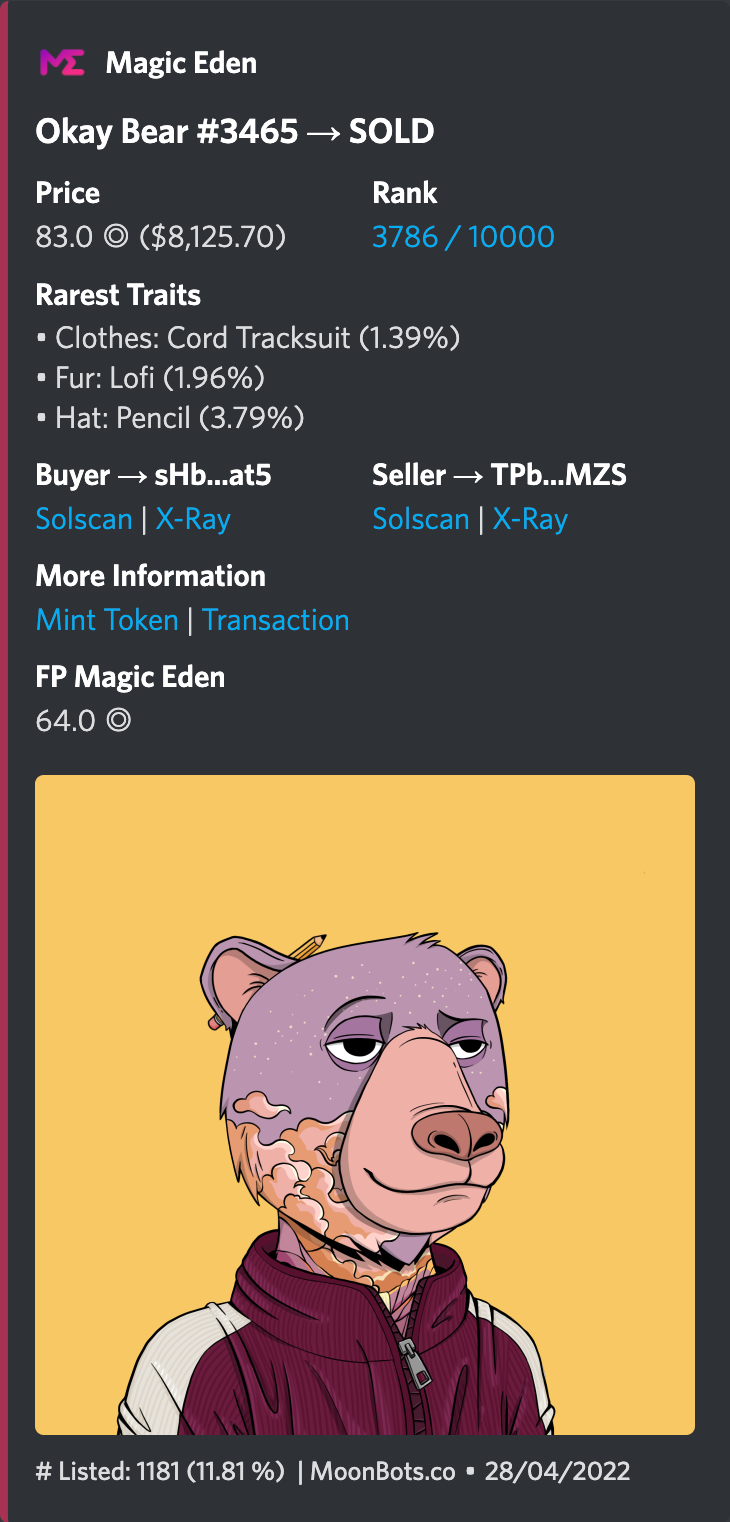 Magic Eden
Okay Bear #3465 → SOLD
Price
Rank
83.0 ◎ ($8,125.70)
3786 / 10000
Rarest Traits
• Clothes: Cord Tracksuit (1.39%)
• Fur: Lofi (1.96%)
• Hat: Pencil (3.79%)
Buyer → sHb...at5
Seller → TPb...MZS
Solscan | X-Ray
Solscan | X-Ray
More Information
Mint Token | Transaction
FP Magic Eden
64.0 ◎
# Listed: 1181 (11.81 %) | MoonBots.co • 28/04/2022